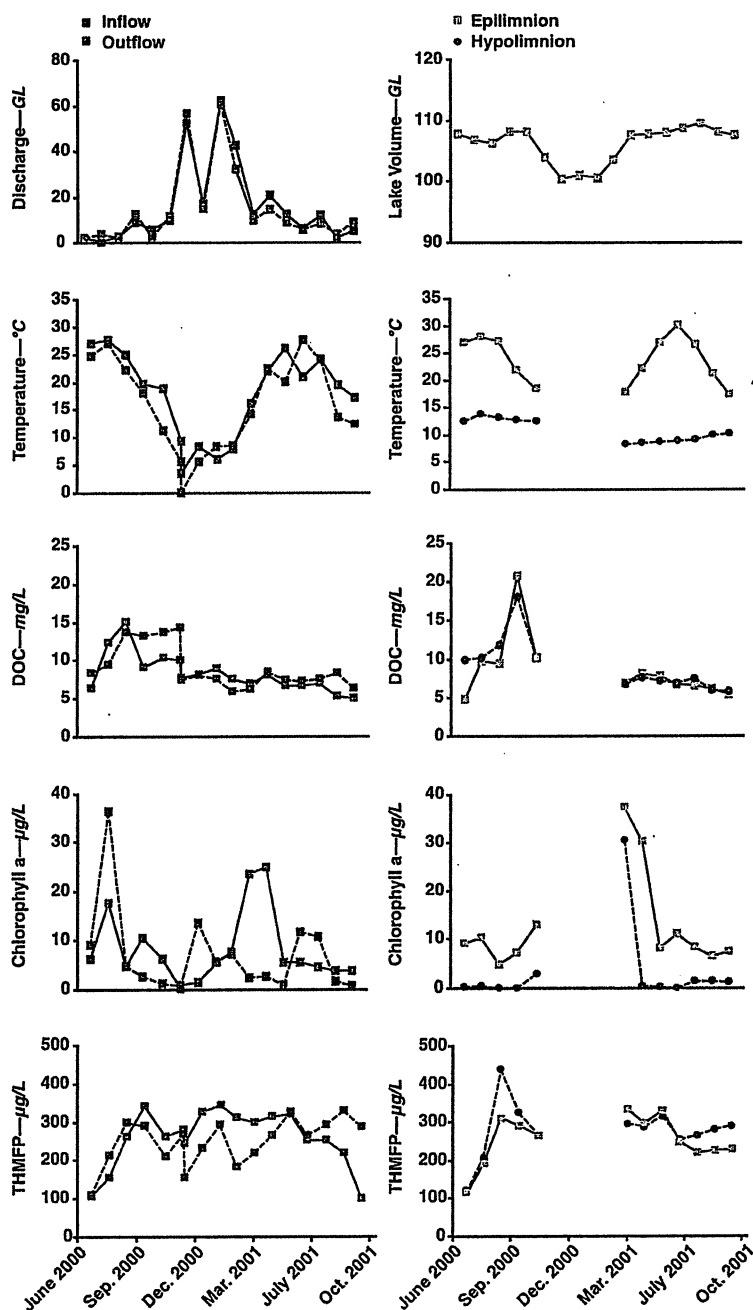 Inflow
Outflow
Epilimnion
Hypolimnion
Discharge—GL
80
60
40
20
0
Lake Volume—GL
120
110
100
90
Temperature—°C
35
30
25
20
15
10
5
0
Temperature—°C
35
30
25
20
15
10
5
0
DOC—mg/L
25
20
15
10
5
0
DOC—mg/L
25
20
15
10
5
0
Chlorophyll a—µg/L
40
30
20
10
0
Chlorophyll a—µg/L
40
30
20
10
0
THMFP—µg/L
500
400
300
200
100
0
June 2000
Sep. 2000
Dec. 2000
Mar. 2001
July 2001
Oct. 2001
THMFP—µg/L
500
400
300
200
100
0
June 2000
Sep. 2000
Dec. 2000
Mar. 2001
July 2001
Oct. 2001